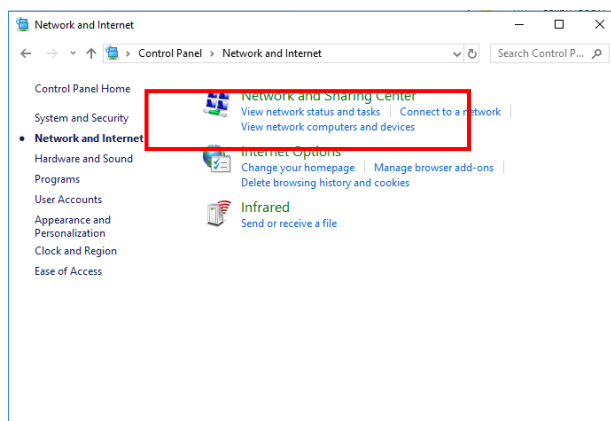 Network and Internet
Control Panel > Network and Internet
Search Control P...
Control Panel Home
System and Security
Network and Internet
Hardware and Sound
Programs
User Accounts
Appearance and
Personalization
Clock and Region
Ease of Access
Network and Sharing Center
View network status and tasks | Connect to a network |
View network computers and devices
Internet Options
Change your homepage | Manage browser add-ons |
Delete browsing history and cookies
Infrared
Send or receive a file